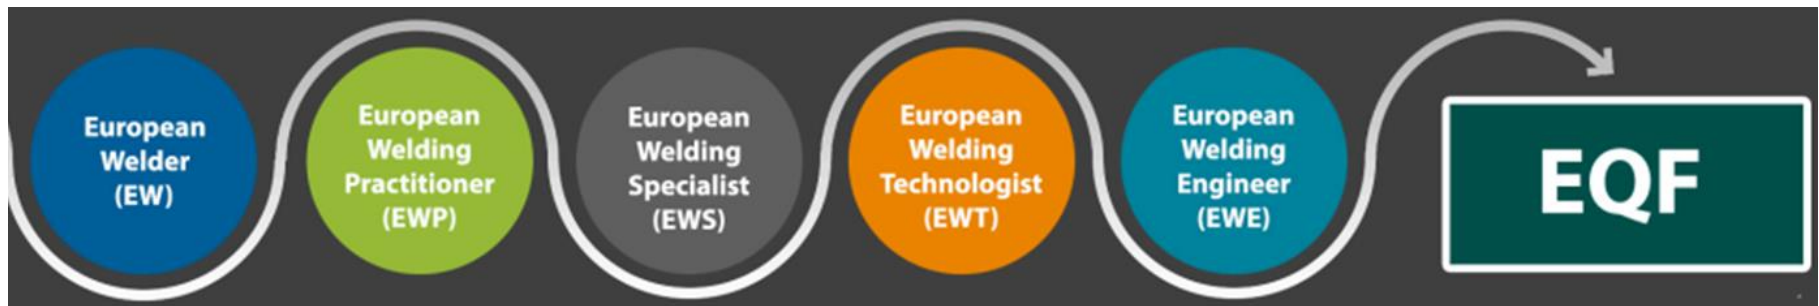 European
Welder
(EW)
European
Welding
Practitioner
(EWP)
European
Welding
Specialist
(EWS)
European
Welding
Technologist
(EWT)
European
Welding
Engineer
(EWE)
EQF